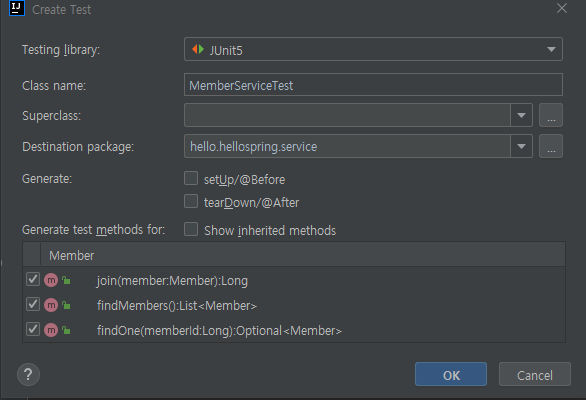 IJ Create Test
Testing library: JUnit5
Class name: MemberServiceTest
Superclass: ...
Destination package: hello.hellospring.service ...
Generate: setUp/@Before
tearDown/@After
Generate test methods for: Show inherited methods
Member
m join(member:Member):Long
m findMembers():List<Member>
m findOne(memberId:Long):Optional<Member>
? OK Cancel